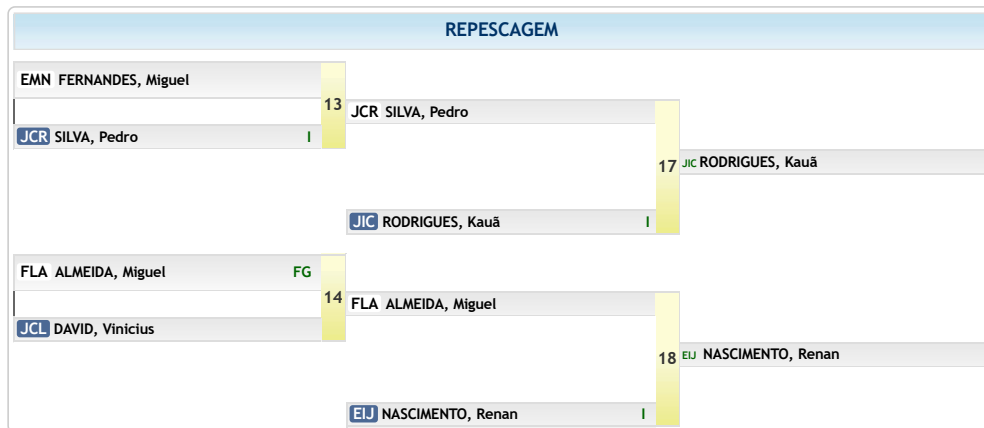 REPESCAGEM
EMN FERNANDES, Miguel
13
JCR SILVA, Pedro
JCR SILVA, Pedro I
17
JIC RODRIGUES, Kauã
JIC RODRIGUES, Kauã I
FLA ALMEIDA, Miguel FG
14
FLA ALMEIDA, Miguel
JCL DAVID, Vinicius
18
EIJ NASCIMENTO, Renan
EIJ NASCIMENTO, Renan I